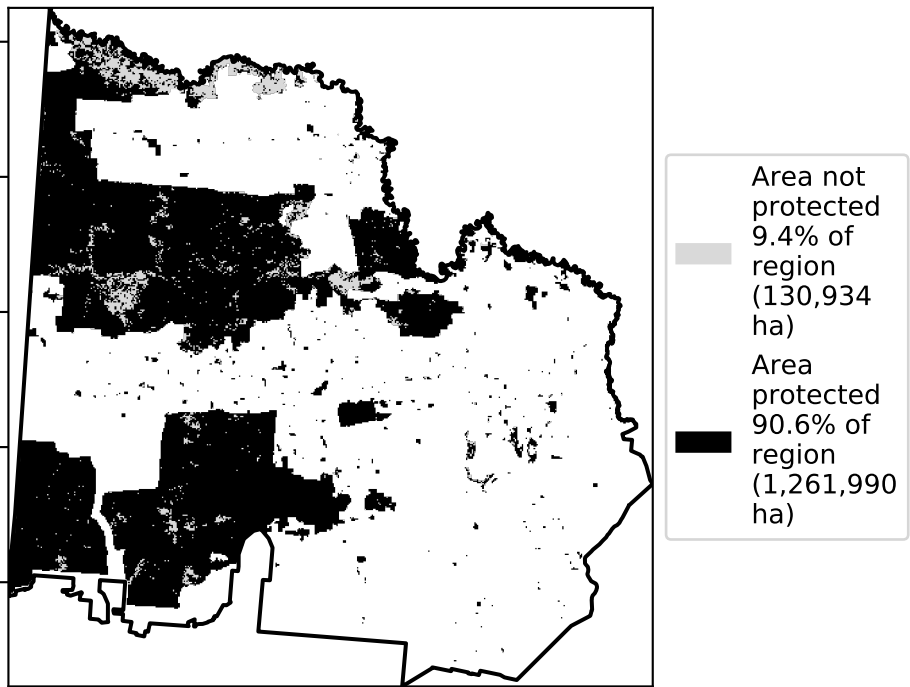 Area not
protected
9.4% of
region
(130,934
ha)
Area
protected
90.6% of
region
(1,261,990
ha)